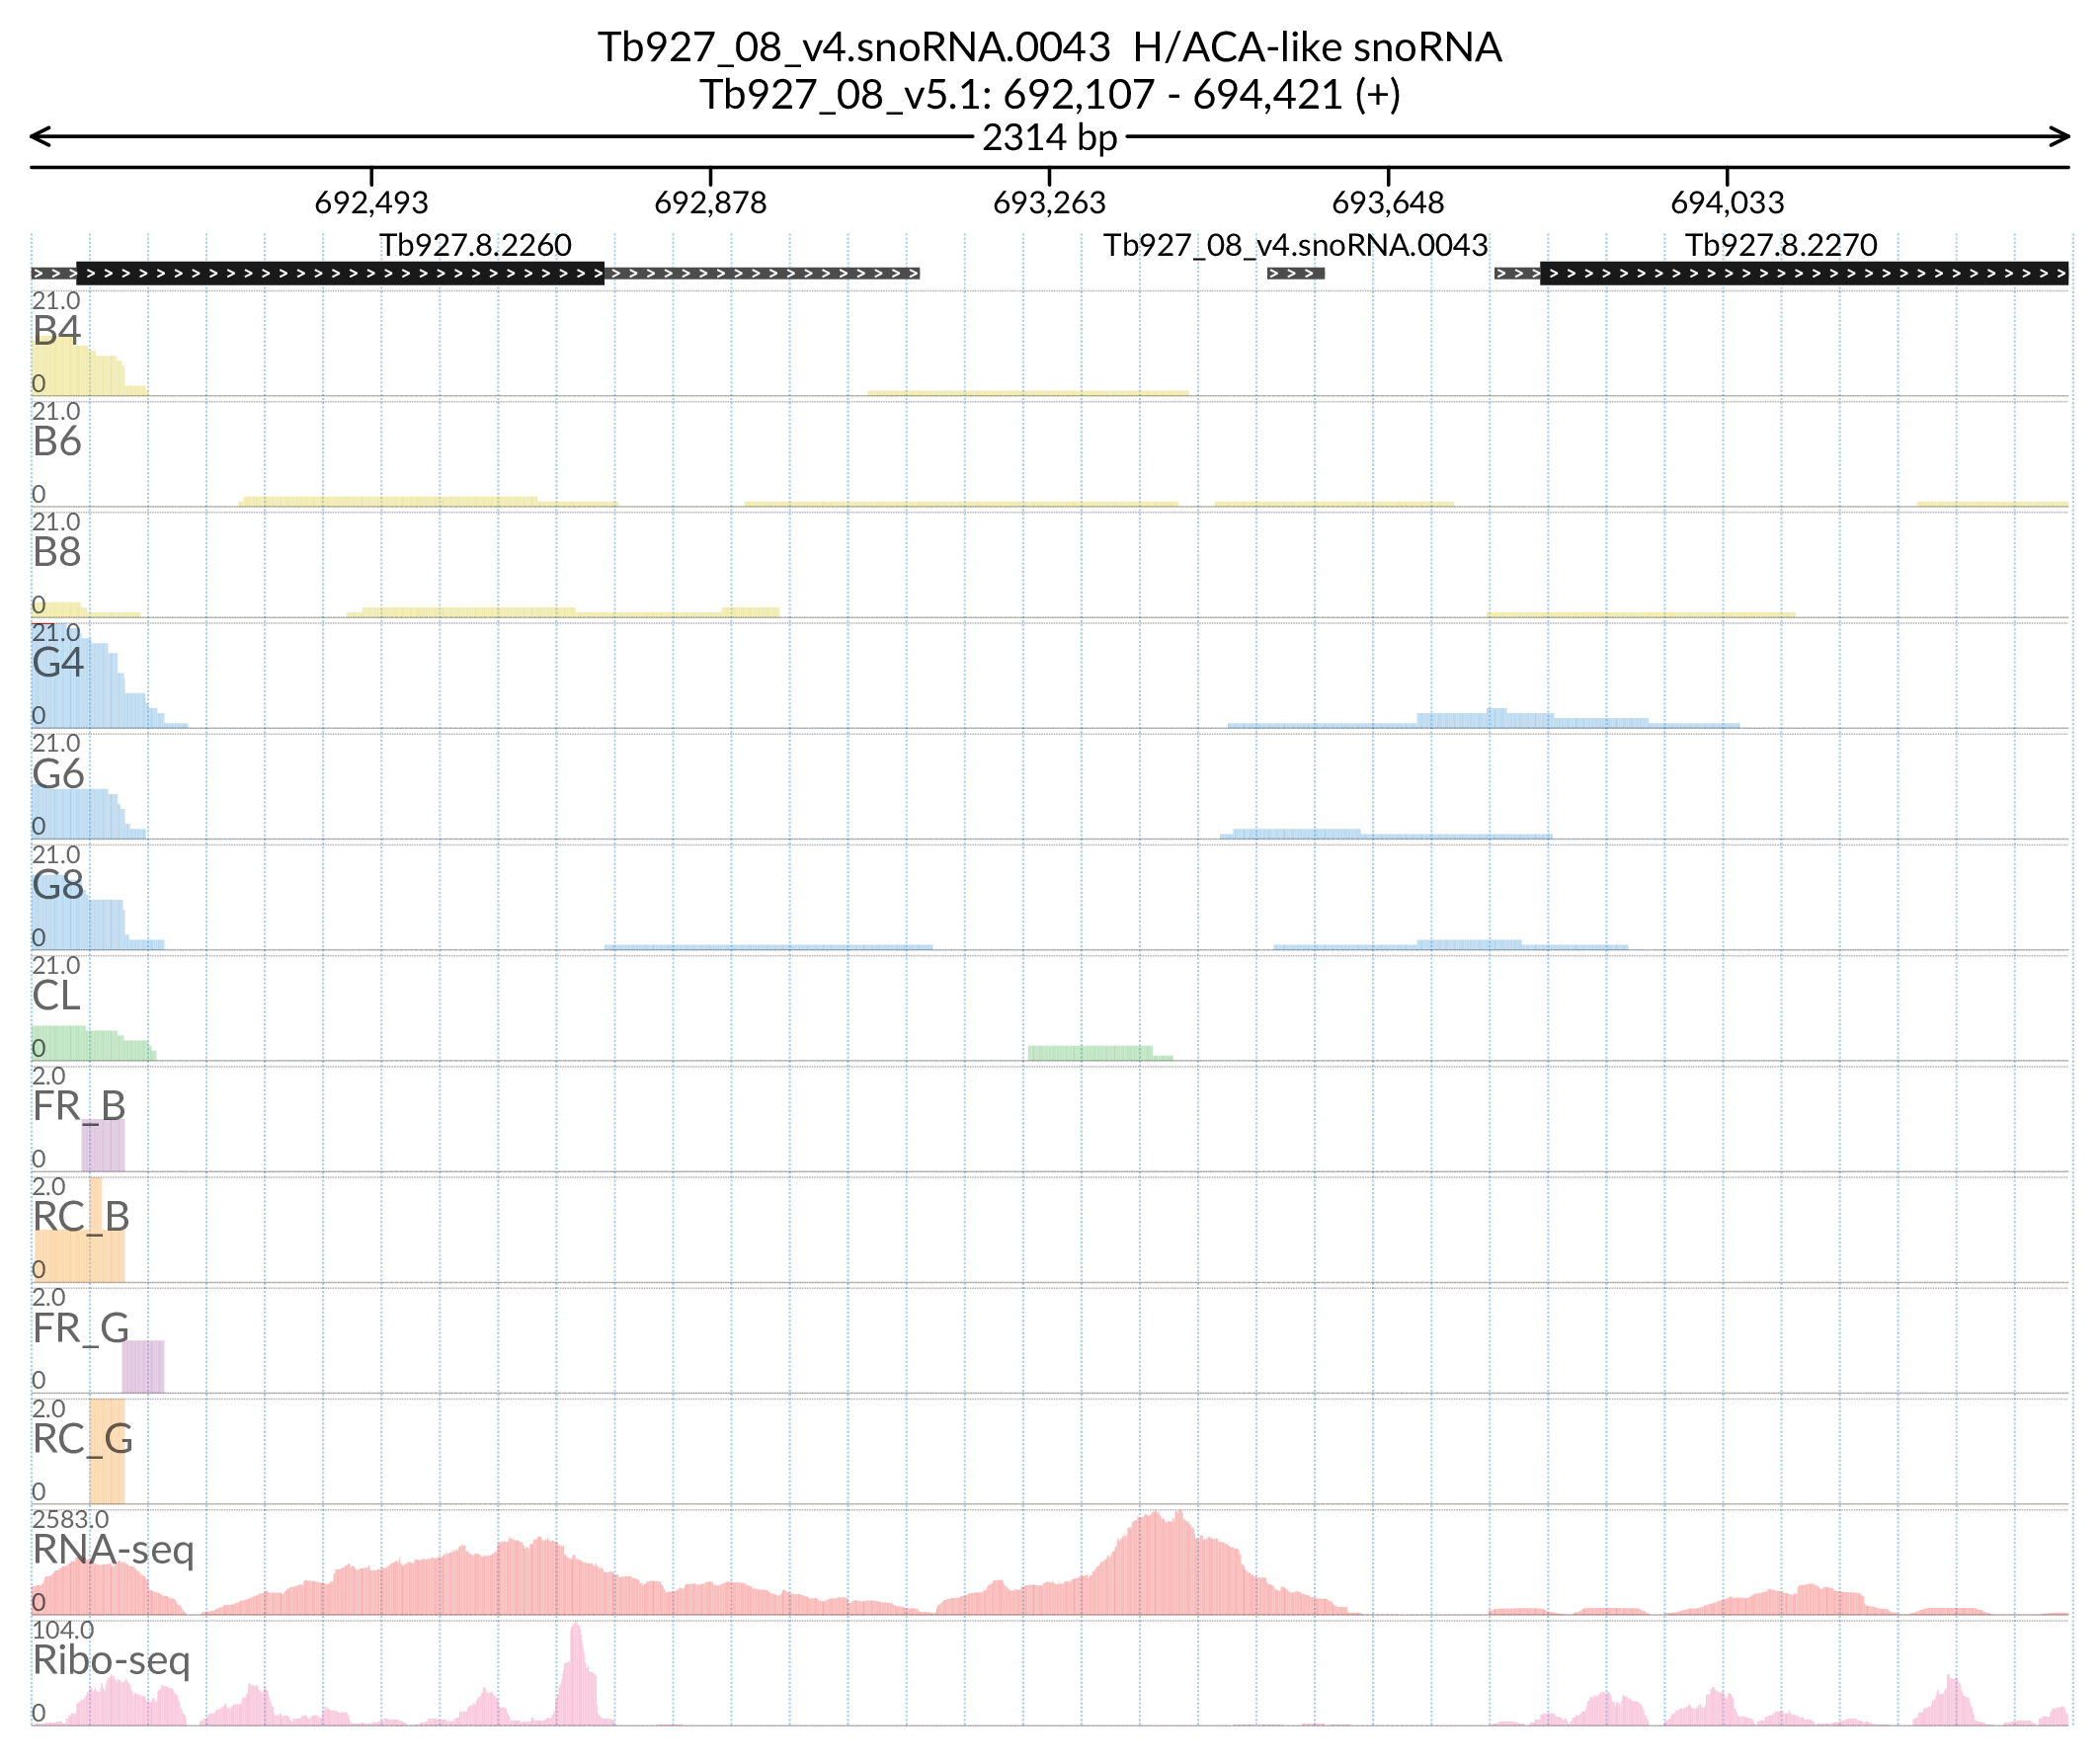 Tb927_08_v4.snoRNA.0043 H/ACA-like snoRNA
Tb927_08_v5.1: 692,107 - 694,421 (+)
2314 bp
692,493 692,878 693,263 693,648 694,033
Tb927.8.2260 Tb927_08_v4.snoRNA.0043 Tb927.8.2270
21.0
B4
0
21.0
B6
0
21.0
B8
0
21.0
G4
0
21.0
G6
0
21.0
G8
0
21.0
CL
0
2.0
FR_B
0
2.0
RC_B
0
2.0
FR_G
0
2.0
RC_G
0
2583.0
RNA-seq
0
104.0
Ribo-seq
0